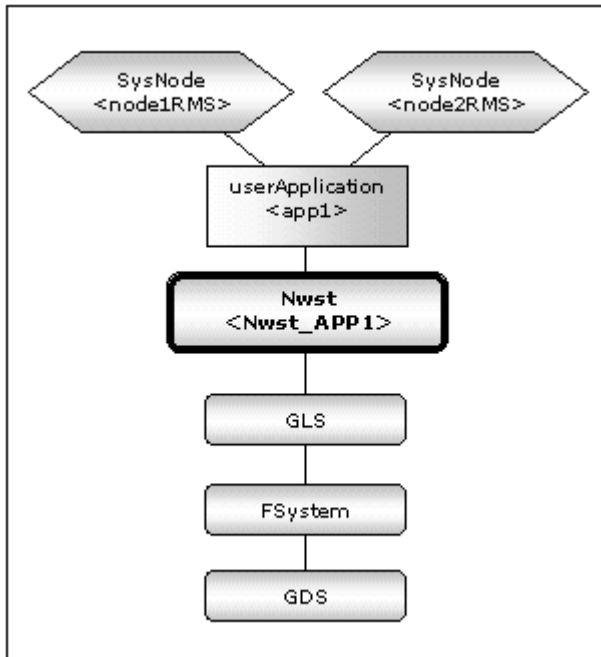 SysNode
<node1RMS>
SysNode
<node2RMS>
userApplication
<app1>
Nwst
<Nwst_APP1>
GLS
FSystem
GDS